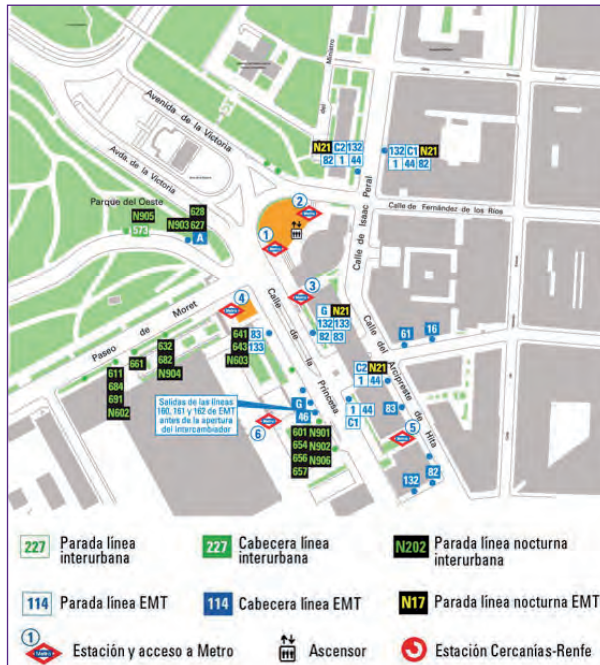 Avenida de la Victoria
Ministro
del
Avda. de la Victoria
N21 C2 132
82 1 44
132 C1 N21
1 44 82
Calle de Isaac Peral
Calle de Fernández de los Ríos
Parque del Oeste
N905
573
628
N903 627
A
2
Metro
1
Metro
3
Metro
4
Metro
Paseo de Moret
Calle de la Princesa
Calle del Arcipreste de Hita
G N21
132 133
82 83
61
16
641 83
643 133
N603
632
682
N904
661
611
684
691
N602
C2 N21
1 44
83
1 44
C1
Salidas de las líneas
160, 161 y 162 de EMT
antes de la apertura
del intercambiador
G
46
6
Metro
5
Metro
601 N901
654 N902
656 N906
657
82
132
227 Parada línea interurbana
227 Cabecera línea interurbana
N202 Parada línea nocturna interurbana
114 Parada línea EMT
114 Cabecera línea EMT
N17 Parada línea nocturna EMT
1 Metro Estación y acceso a Metro
Ascensor
Estación Cercanías-Renfe